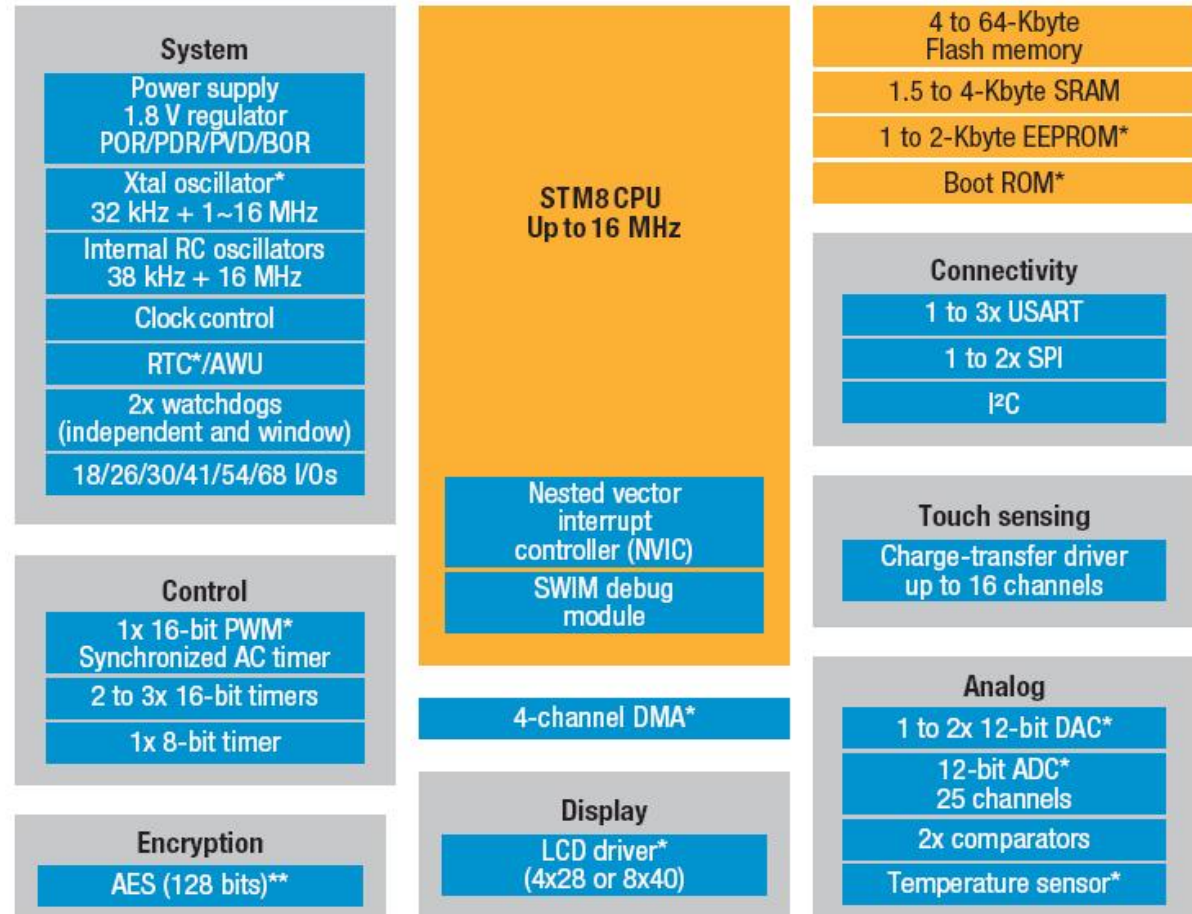 System
Power supply
1.8 V regulator
POR/PDR/PVD/BOR
Xtal oscillator*
32 kHz + 1~16 MHz
Internal RC oscillators
38 kHz + 16 MHz
Clock control
RTC*/AWU
2x watchdogs
(independent and window)
18/26/30/41/54/68 I/Os
Control
1x 16-bit PWM*
Synchronized AC timer
2 to 3x 16-bit timers
1x 8-bit timer
Encryption
AES (128 bits)**
STM8 CPU
Up to 16 MHz
Nested vector
interrupt
controller (NVIC)
SWIM debug
module
4-channel DMA*
Display
LCD driver*
(4x28 or 8x40)
4 to 64-Kbyte
Flash memory
1.5 to 4-Kbyte SRAM
1 to 2-Kbyte EEPROM*
Boot ROM*
Connectivity
1 to 3x USART
1 to 2x SPI
I²C
Touch sensing
Charge-transfer driver
up to 16 channels
Analog
1 to 2x 12-bit DAC*
12-bit ADC*
25 channels
2x comparators
Temperature sensor*